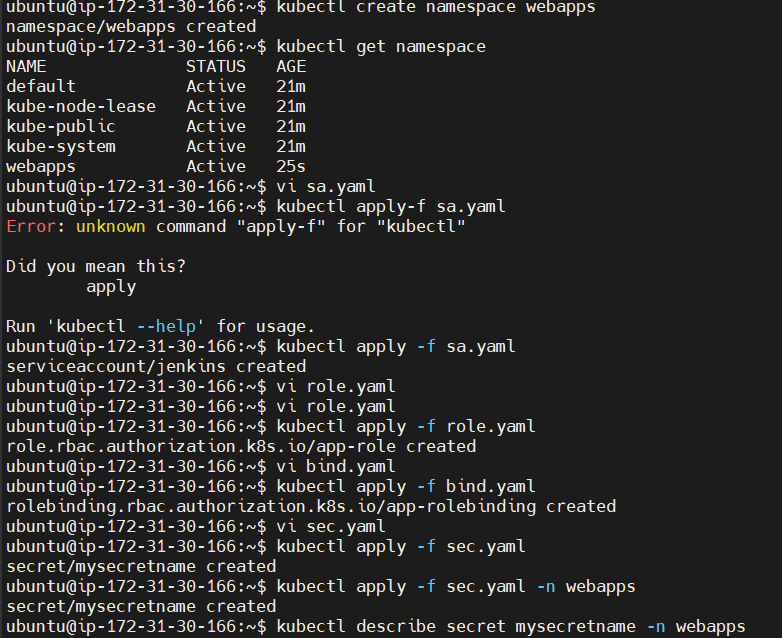 ubuntu@ip-172-31-30-166:~$ kubectl create namespace webapps
namespace/webapps created
ubuntu@ip-172-31-30-166:~$ kubectl get namespace
NAME              STATUS   AGE
default           Active   21m
kube-node-lease   Active   21m
kube-public       Active   21m
kube-system       Active   21m
webapps           Active   25s
ubuntu@ip-172-31-30-166:~$ vi sa.yaml
ubuntu@ip-172-31-30-166:~$ kubectl apply-f sa.yaml
Error: unknown command "apply-f" for "kubectl"
Did you mean this?
        apply
Run 'kubectl --help' for usage.
ubuntu@ip-172-31-30-166:~$ kubectl apply -f sa.yaml
serviceaccount/jenkins created
ubuntu@ip-172-31-30-166:~$ vi role.yaml
ubuntu@ip-172-31-30-166:~$ vi role.yaml
ubuntu@ip-172-31-30-166:~$ kubectl apply -f role.yaml
role.rbac.authorization.k8s.io/app-role created
ubuntu@ip-172-31-30-166:~$ vi bind.yaml
ubuntu@ip-172-31-30-166:~$ kubectl apply -f bind.yaml
rolebinding.rbac.authorization.k8s.io/app-rolebinding created
ubuntu@ip-172-31-30-166:~$ vi sec.yaml
ubuntu@ip-172-31-30-166:~$ kubectl apply -f sec.yaml
secret/mysecretname created
ubuntu@ip-172-31-30-166:~$ kubectl apply -f sec.yaml -n webapps
secret/mysecretname created
ubuntu@ip-172-31-30-166:~$ kubectl describe secret mysecretname -n webapps